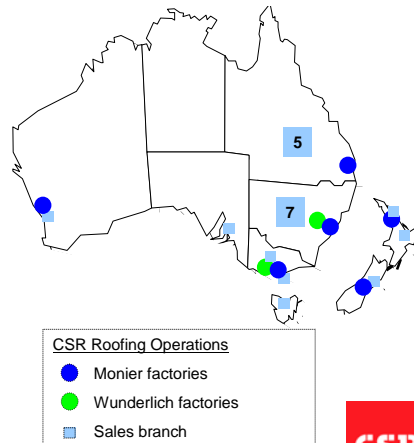 5
7
CSR Roofing Operations
Monier factories
Wunderlich factories
Sales branch